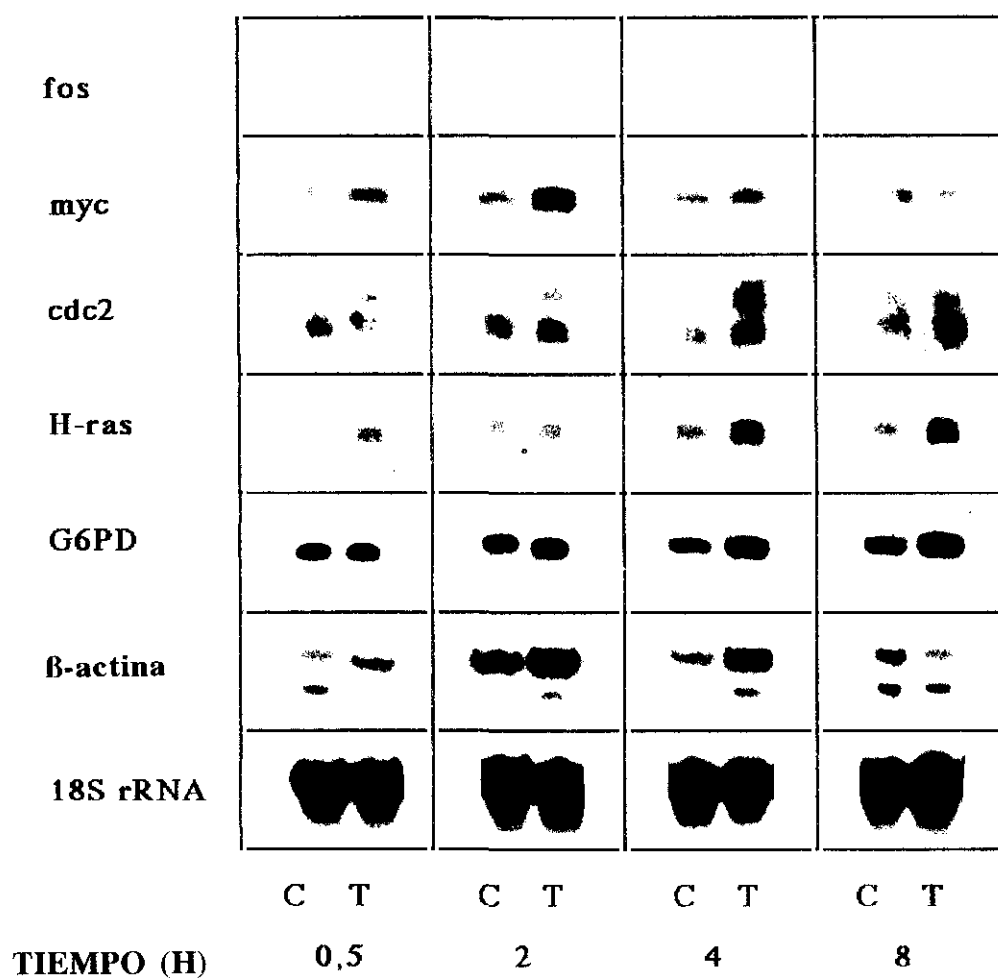 fos
myc
cdc2
H-ras
G6PD
ß-actina
18S rRNA
C T C T C T C T
TIEMPO (H) 0,5 2 4 8